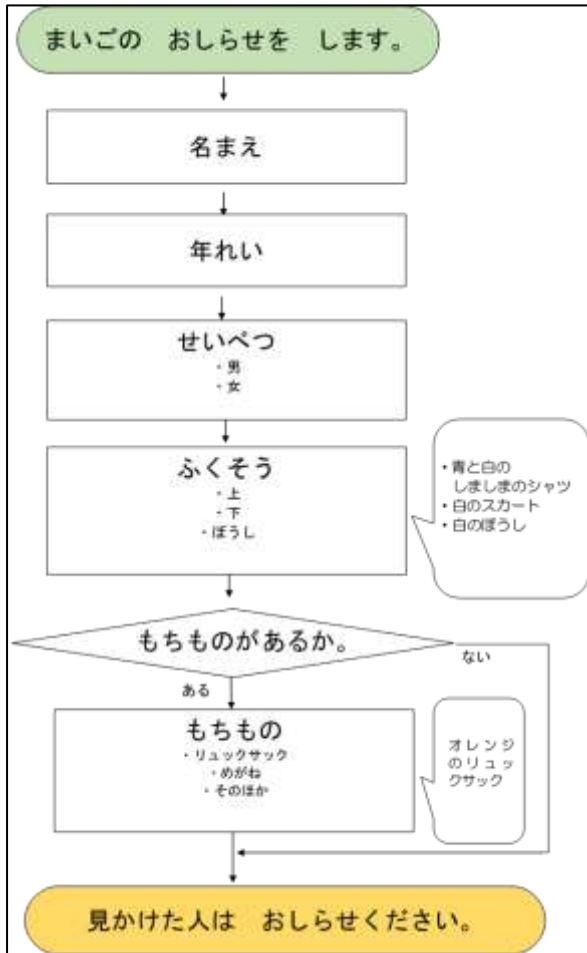 まいごの　おしらせを　します。
名まえ
年れい
せいべつ
・男
・女
ふくそう
・上
・下
・ぼうし
・青と白の
しましまのシャツ
・白のスカート
・白のぼうし
もちものがあるか。
ない
ある
もちもの
・リュックサック
・めがね
・そのほか
オレンジ
のリュッ
クサック
見かけた人は　おしらせください。